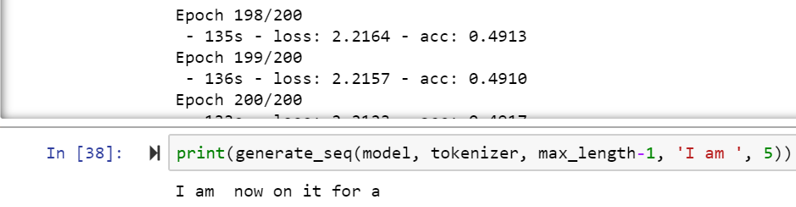 Epoch 198/200
 - 135s - loss: 2.2164 - acc: 0.4913
Epoch 199/200
 - 136s - loss: 2.2157 - acc: 0.4910
Epoch 200/200
In [38]: print(generate_seq(model, tokenizer, max_length-1, 'I am ', 5))
I am  now on it for a